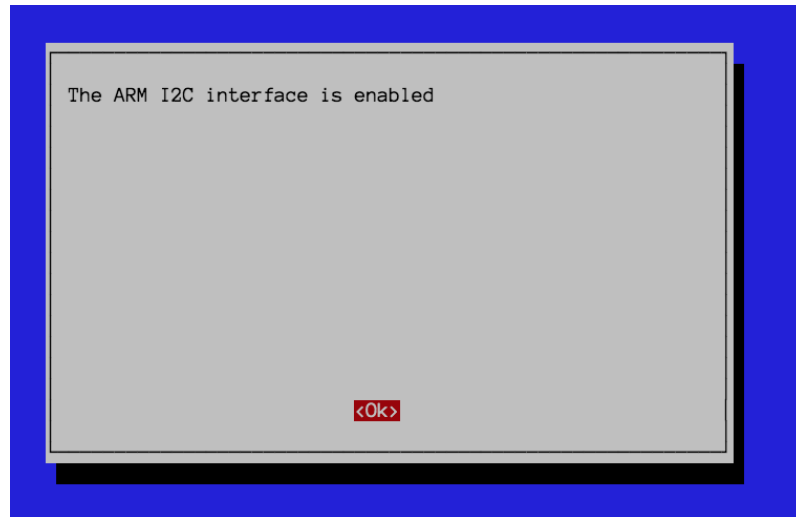 The ARM I2C interface is enabled
<Ok>